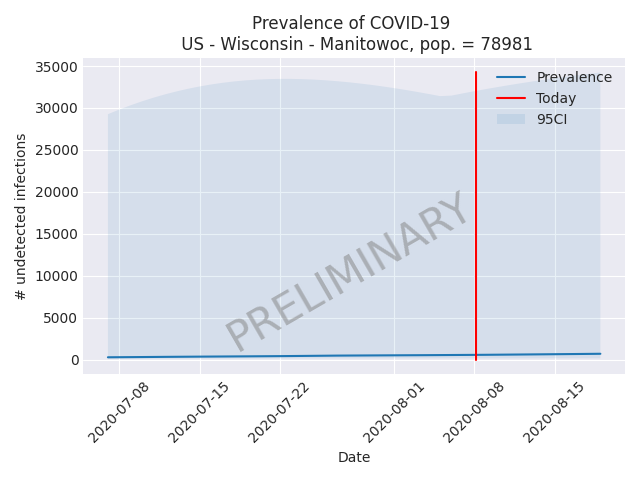 Prevalence of COVID-19
US - Wisconsin - Manitowoc, pop. = 78981
# undetected infections
35000
30000
25000
20000
15000
10000
5000
0
Prevalence
Today
95CI
PRELIMINARY
2020-07-08
2020-07-15
2020-07-22
2020-08-01
2020-08-08
2020-08-15
Date